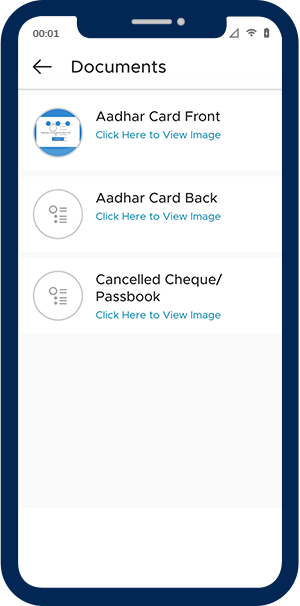 00:01
Documents
Aadhar Card Front
Click Here to View Image
Aadhar Card Back
Click Here to View Image
Cancelled Cheque/
Passbook
Click Here to View Image